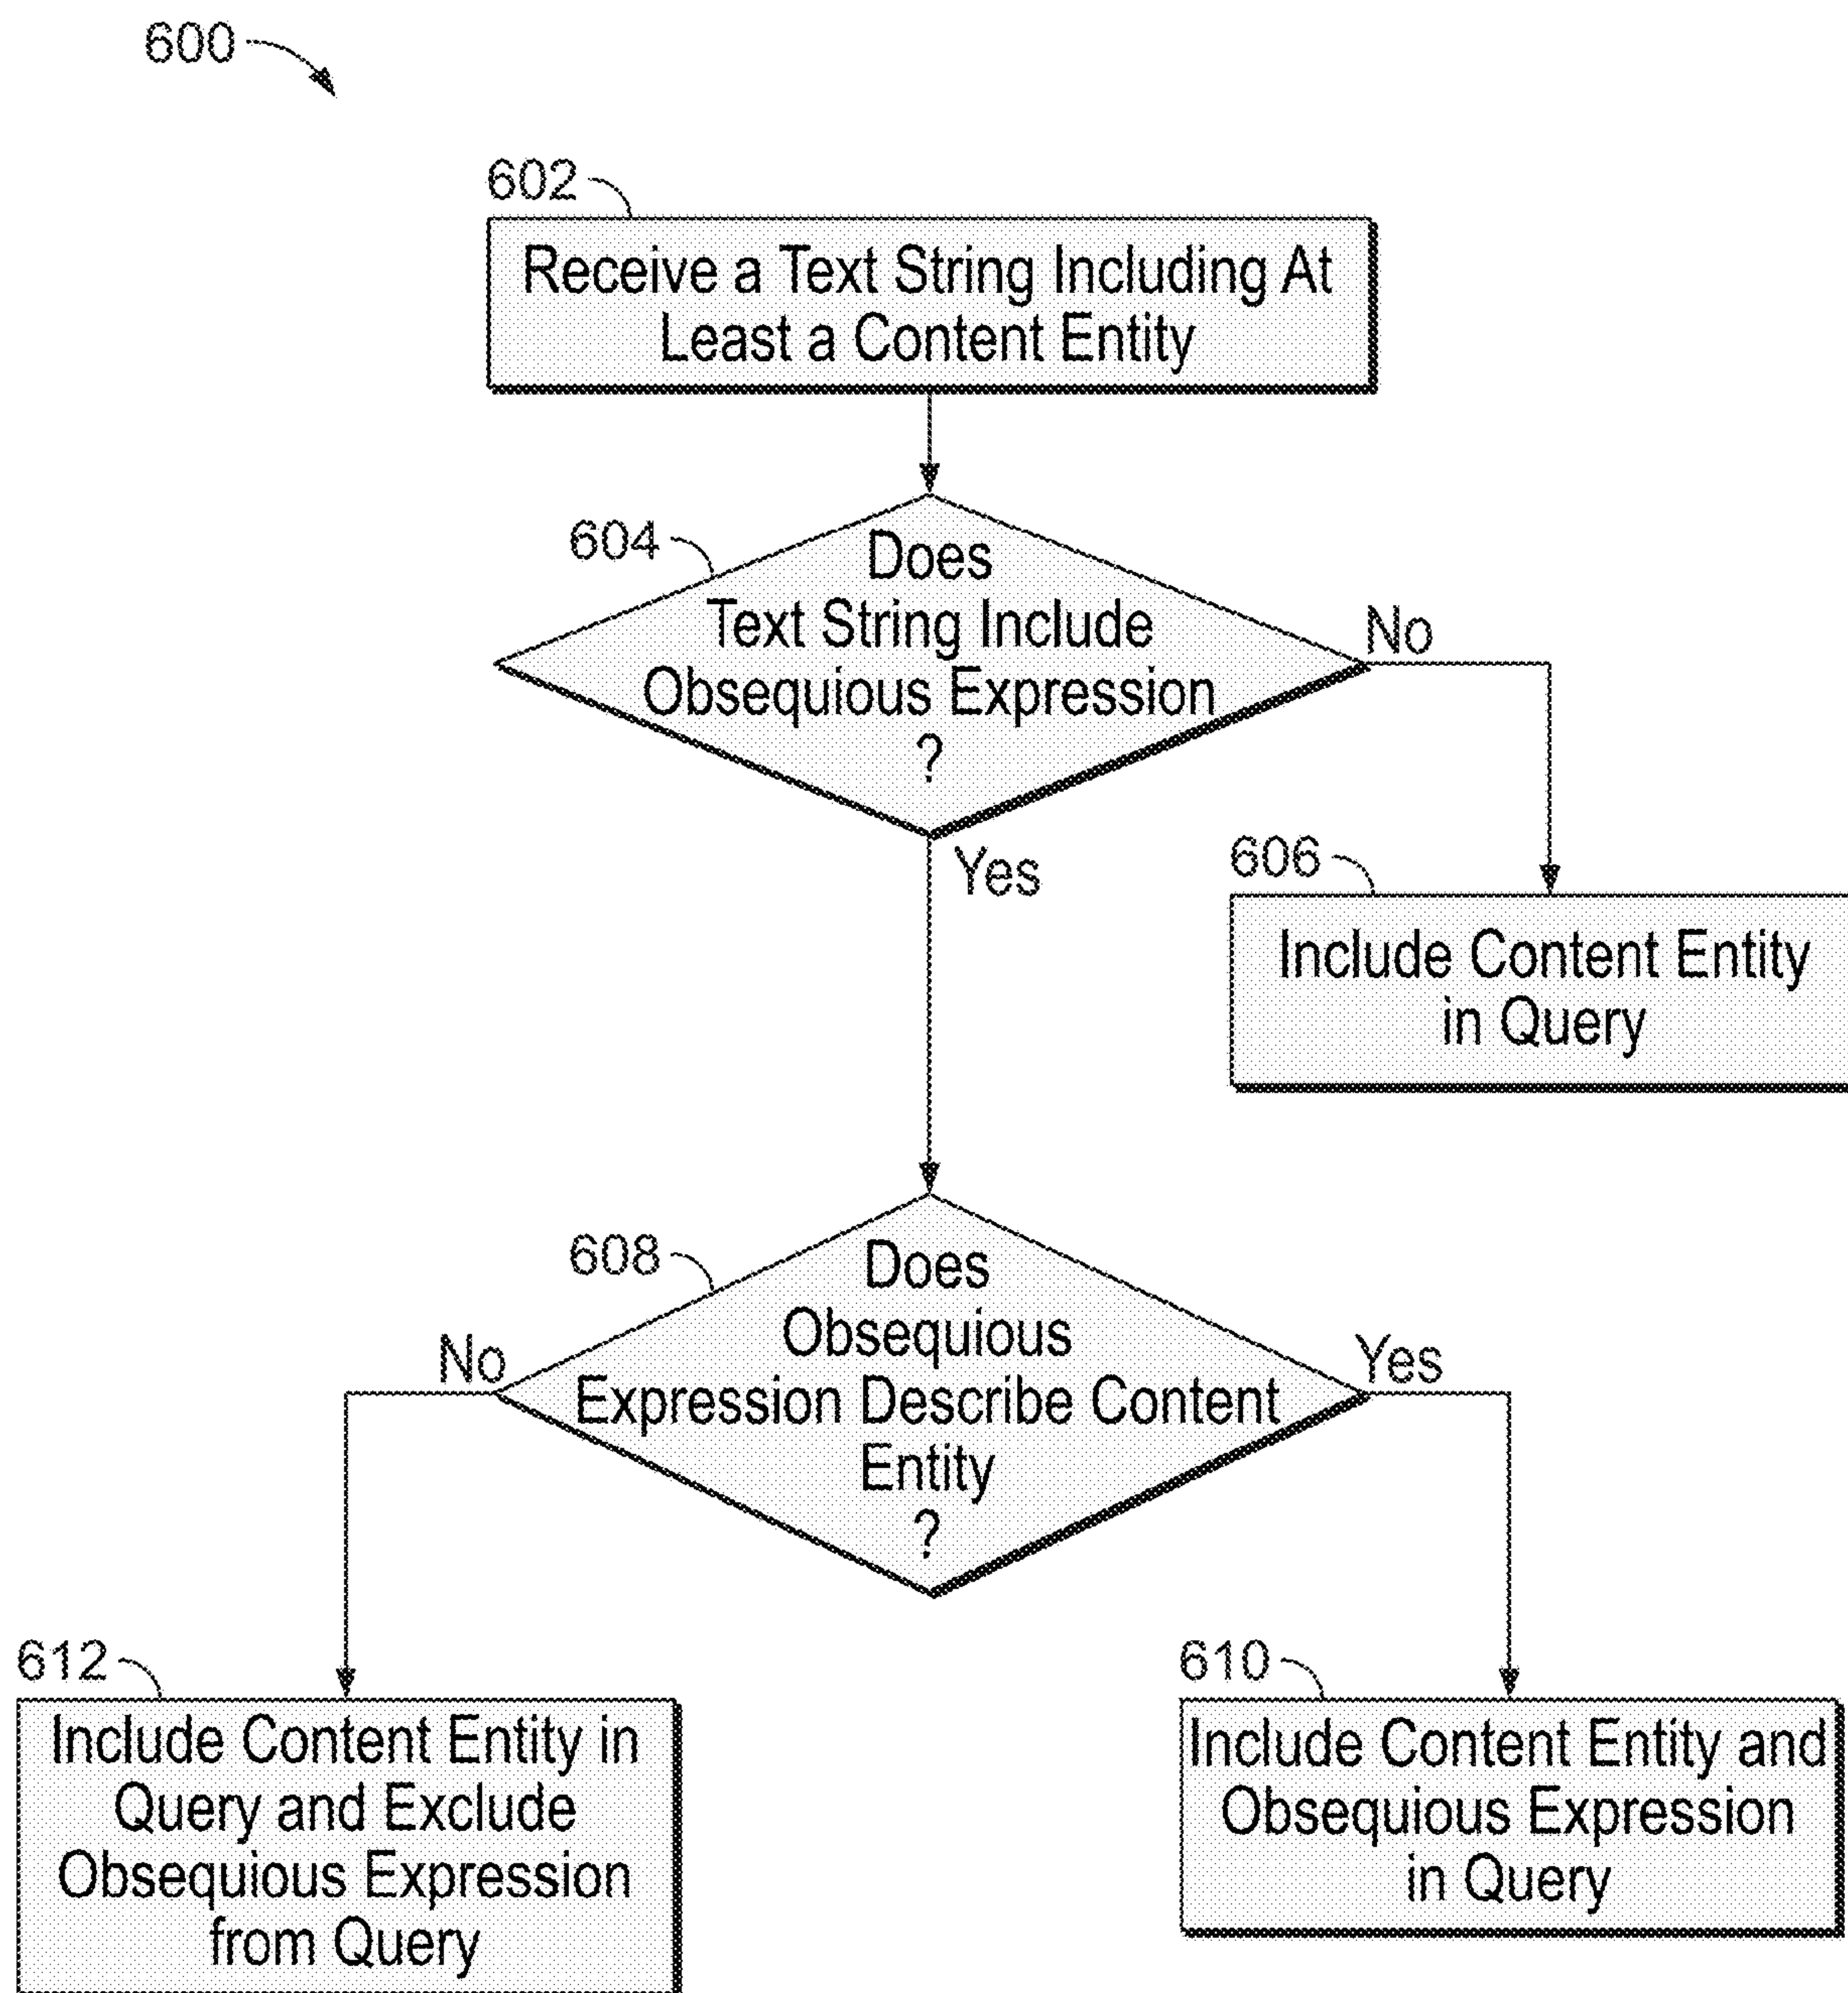 600
602
Receive a Text String Including At
Least a Content Entity
604
Does
Text String Include
Obsequious Expression
?
No
Yes
606
Include Content Entity
in Query
608
Does
Obsequious
Expression Describe Content
Entity
?
No
Yes
612
Include Content Entity in
Query and Exclude
Obsequious Expression
from Query
610
Include Content Entity and
Obsequious Expression
in Query